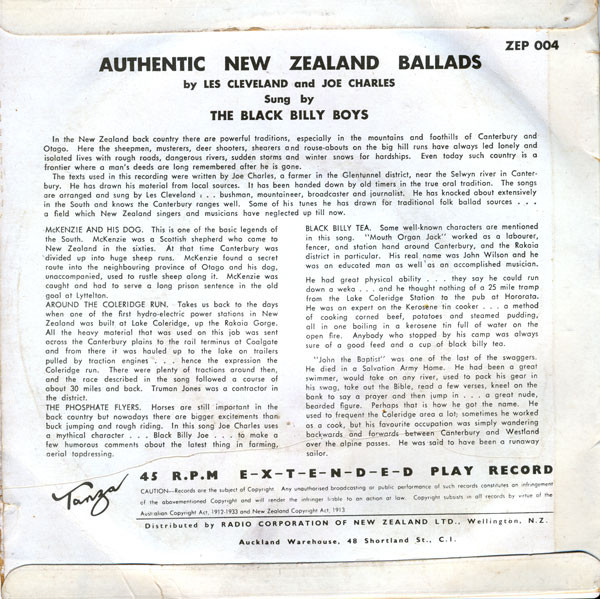 ZEP 004
AUTHENTIC NEW ZEALAND BALLADS
by LES CLEVELAND and JOE CHARLES
Sung by
THE BLACK BILLY BOYS
In the New Zealand back country there are powerful traditions, especially in the mountains and foothills of Canterbury and
Otago. Here the sheepmen, musterers, deer shooters, shearers and rouse-abouts on the big hill runs have always led lonely and
isolated lives with rough roads, dangerous rivers, sudden storms and winter snows for hardships. Even today such country is a
frontier where a man's deeds are long remembered after he is gone.
The texts used in this recording were written by Joe Charles, a farmer in the Glentunnel district, near the Selwyn river in Canter-
bury. He has drawn his material from local sources. It has been handed down by old timers in the true oral tradition. The songs
are arranged and sung by Les Cleveland . . . bushman, mountaineer, broadcaster and journalist. He has knocked about extensively
in the South and knows the Canterbury ranges well. Some of his tunes he has drawn for traditional folk ballad sources . . .
a field which New Zealand singers and musicians have neglected up till now.
McKENZIE AND HIS DOG. This is one of the basic legends of
the South. McKenzie was a Scottish shepherd who came to
New Zealand in the sixties. At that time Canterbury was
divided up into huge sheep runs. McKenzie found a secret
route into the neighbouring province of Otago and his dog,
unaccompanied, used to rustle sheep along it. McKenzie was
caught and had to serve a long prison sentence in the old
goal at Lyttelton.
AROUND THE COLERIDGE RUN. Takes us back to the days
when one of the first hydro-electric power stations in New
Zealand was built at Lake Coleridge, up the Rakaia Gorge.
All the heavy material that was used on this job was sent
across the Canterbury plains to the rail terminus at Coalgate
and from there it was hauled up to the lake on trailers
pulled by traction engines . . . hence the expression the
Coleridge run. There were plenty of tractions around then,
and the race described in the song followed a course of
about 30 miles and back. Truman Jones was a contractor in
the district.
THE PHOSPHATE FLYERS. Horses are still important in the
back country but nowadays there are bigger excitements than
buck jumping and rough riding. In this song Joe Charles uses
a mythical character . . . Black Billy Joe . . . to make a
few humorous comments about the latest thing in farming,
aerial topdressing.
BLACK BILLY TEA. Some well-known characters are mentioned
in this song. "Mouth Organ Jack" worked as a labourer,
fencer, and station hand around Canterbury, and the Rakaia
district in particular. His real name was John Wilson and he
was an educated man as well as an accomplished musician.
He had great physical ability . . . they say he could run
down a weka . . . and he thought nothing of a 25 mile tramp
from the Lake Coleridge Station to the pub at Hororata.
He was an expert on the Kerosene tin cooker . . . a method
of cooking corned beef, potatoes and steamed pudding,
all in one boiling in a kerosene tin full of water on the
open fire. Anybody who stopped by his camp was always
sure of a good feed and a cup of black billy tea.
"John the Baptist" was one of the last of the swaggers.
He died in a Salvation Army Home. He had been a great
swimmer, would take on any river, used to pack his gear in
his swag, take out the Bible, read a few verses, kneel on the
bank to say a prayer and then jump in . . . a great nude,
bearded figure. Perhaps that is how he got the name. He
used to frequent the Coleridge area a lot; sometimes he worked
as a cook, but his favourite occupation was simply wandering
backwards and forwards between Canterbury and Westland
over the alpine passes. He was said to have been a runaway
sailor.
Tanza
45 R.P.M E-X-T-E-N-D-E-D PLAY RECORD
CAUTION—Records are the subject of Copyright. Any unauthorised broadcasting or public performance of such records constitutes an infringement
of the abovementioned Copyright and will render the infringer liable to an action at law. Copyright subsists in all records by virtue of the
Australian Copyright Act, 1912-1933 and New Zealand Copyright Act, 1913
Distributed by RADIO CORPORATION OF NEW ZEALAND LTD., Wellington, N.Z.
Auckland Warehouse, 48 Shortland St., C.1.